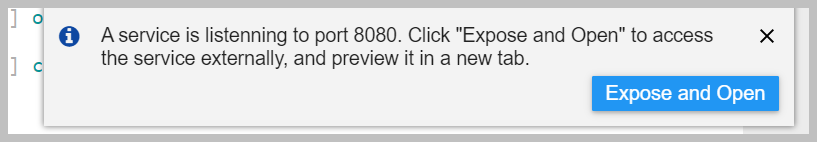 ] o
A service is listenning to port 8080. Click "Expose and Open" to access
the service externally, and preview it in a new tab.
] c
Expose and Open